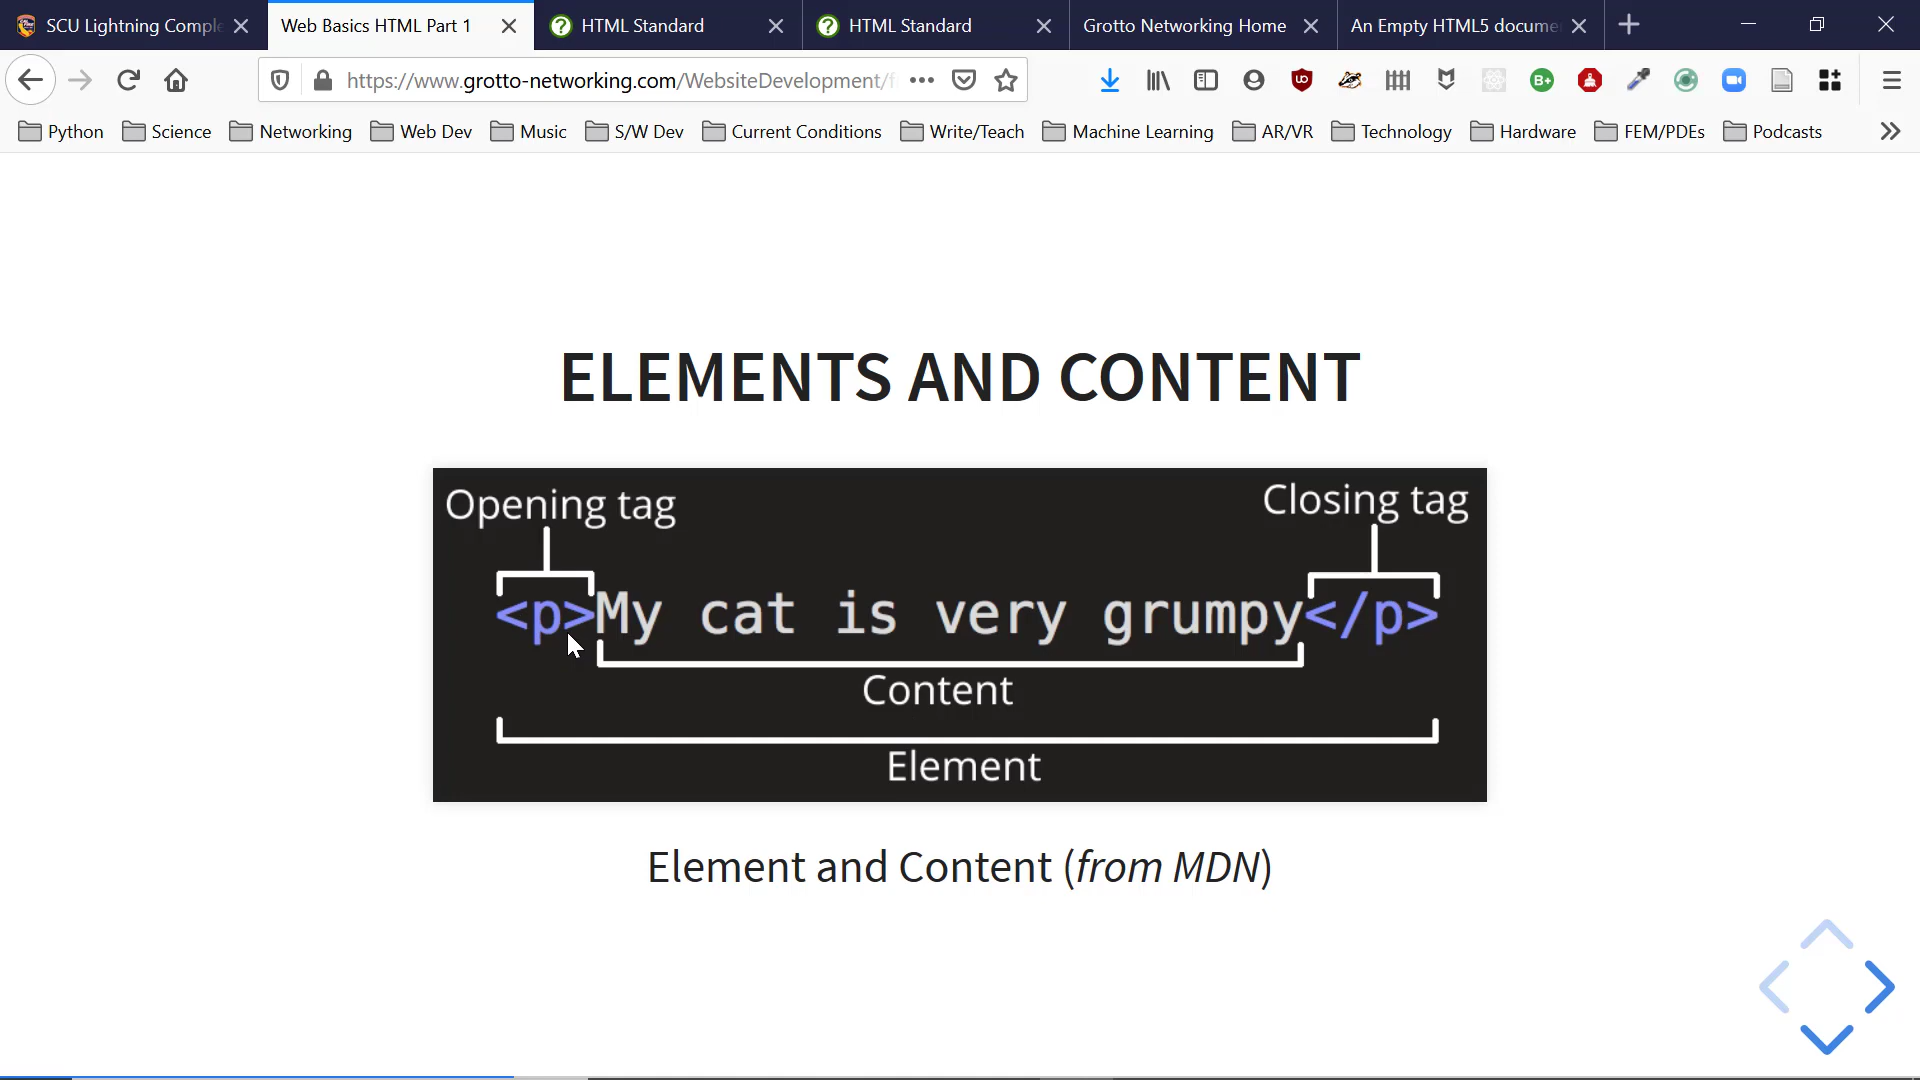 SCU Lightning Comple
Web Basics HTML Part 1
HTML Standard
HTML Standard
Grotto Networking Home
An Empty HTML5 docume
https://www.grotto-networking.com/WebsiteDevelopment/f
Python
Science
Networking
Web Dev
Music
S/W Dev
Current Conditions
Write/Teach
Machine Learning
AR/VR
Technology
Hardware
FEM/PDEs
Podcasts
ELEMENTS AND CONTENT
Opening tag
Closing tag
<p>My cat is very grumpy</p>
Content
Element
Element and Content (from MDN)